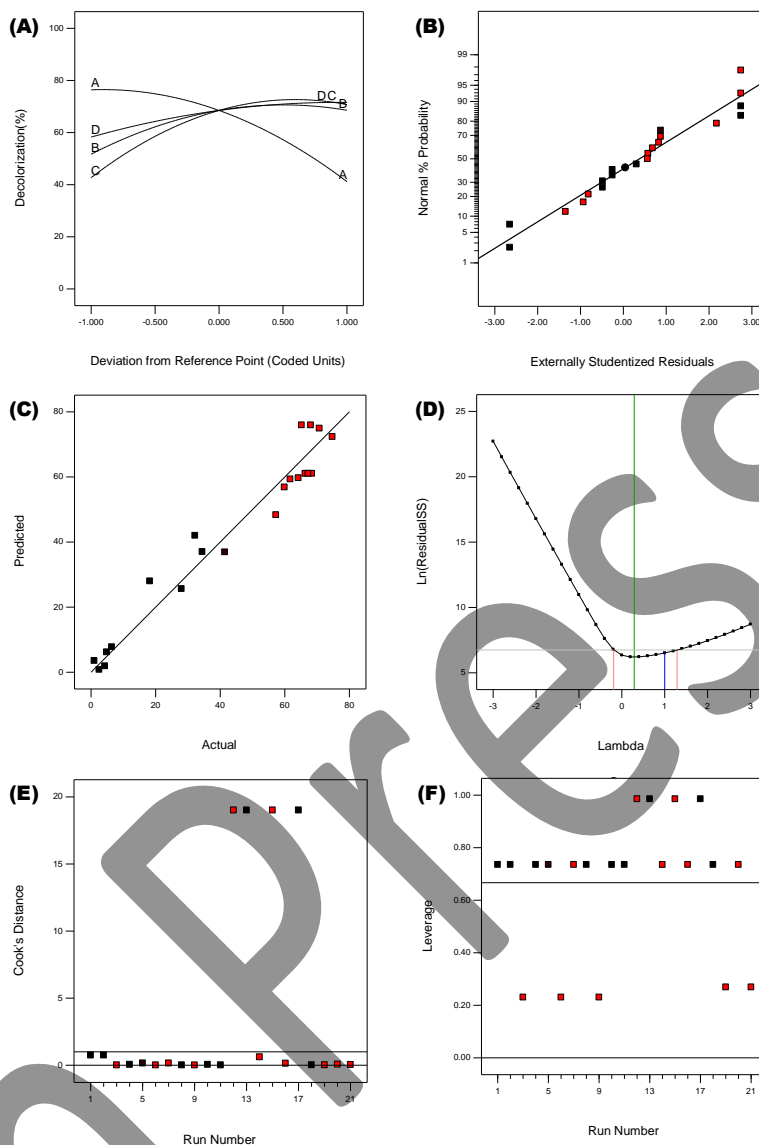 (A)
100
80
60
40
20
0
Decolorization(%)
A
D
B
C
DC
B
A
-1.000 -0.500 0.000 0.500 1.000
Deviation from Reference Point (Coded Units)
(B)
99
95
90
80
70
50
30
20
10
5
1
Normal % Probability
-3.00 -2.00 -1.00 0.00 1.00 2.00 3.00
Externally Studentized Residuals
(C)
80
60
40
20
0
Predicted
0 20 40 60 80
Actual
(D)
25
20
15
10
5
Ln(ResidualSS)
-3 -2 -1 0 1 2 3
Lambda
(E)
20
15
10
5
0
Cook's Distance
1 5 9 13 17 21
Run Number
(F)
1.00
0.80
0.60
0.40
0.20
0.00
Leverage
1 5 9 13 17 21
Run Number
n Press